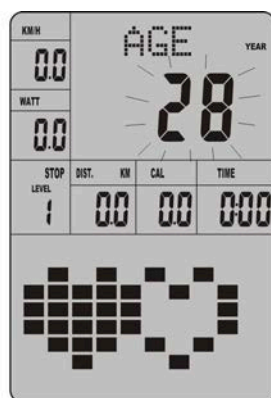 KM/H
0.0
AGE
YEAR
28
WATT
0.0
STOP
LEVEL
1
DIST. KM
0.0
CAL
0.0
TIME
0:00